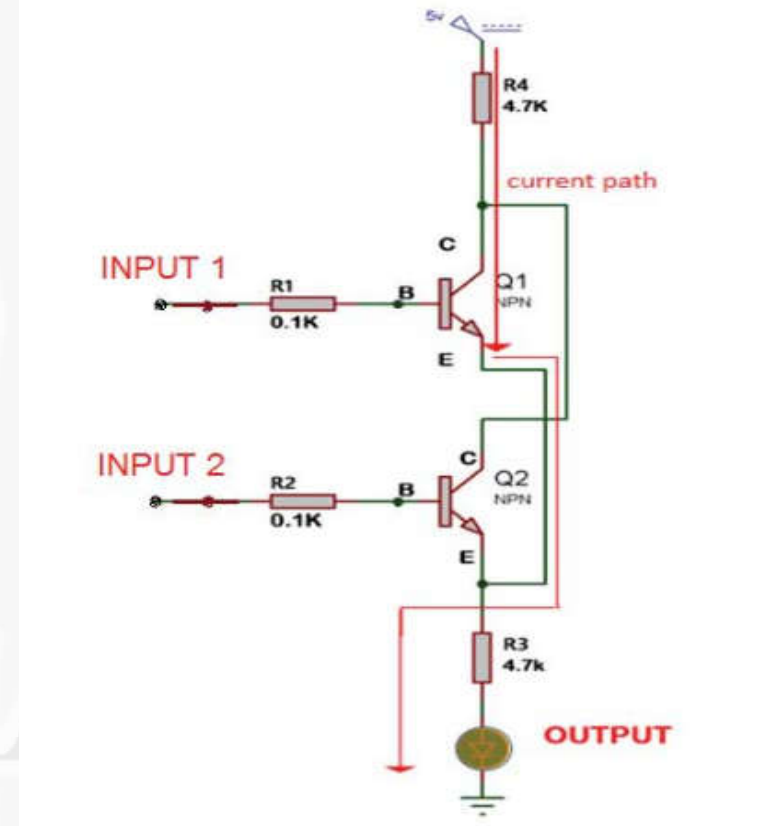 5v
R4
4.7K
current path
C
INPUT 1
R1
B
Q1
NPN
0.1K
E
INPUT 2
C
R2
B
Q2
NPN
0.1K
E
R3
4.7k
OUTPUT